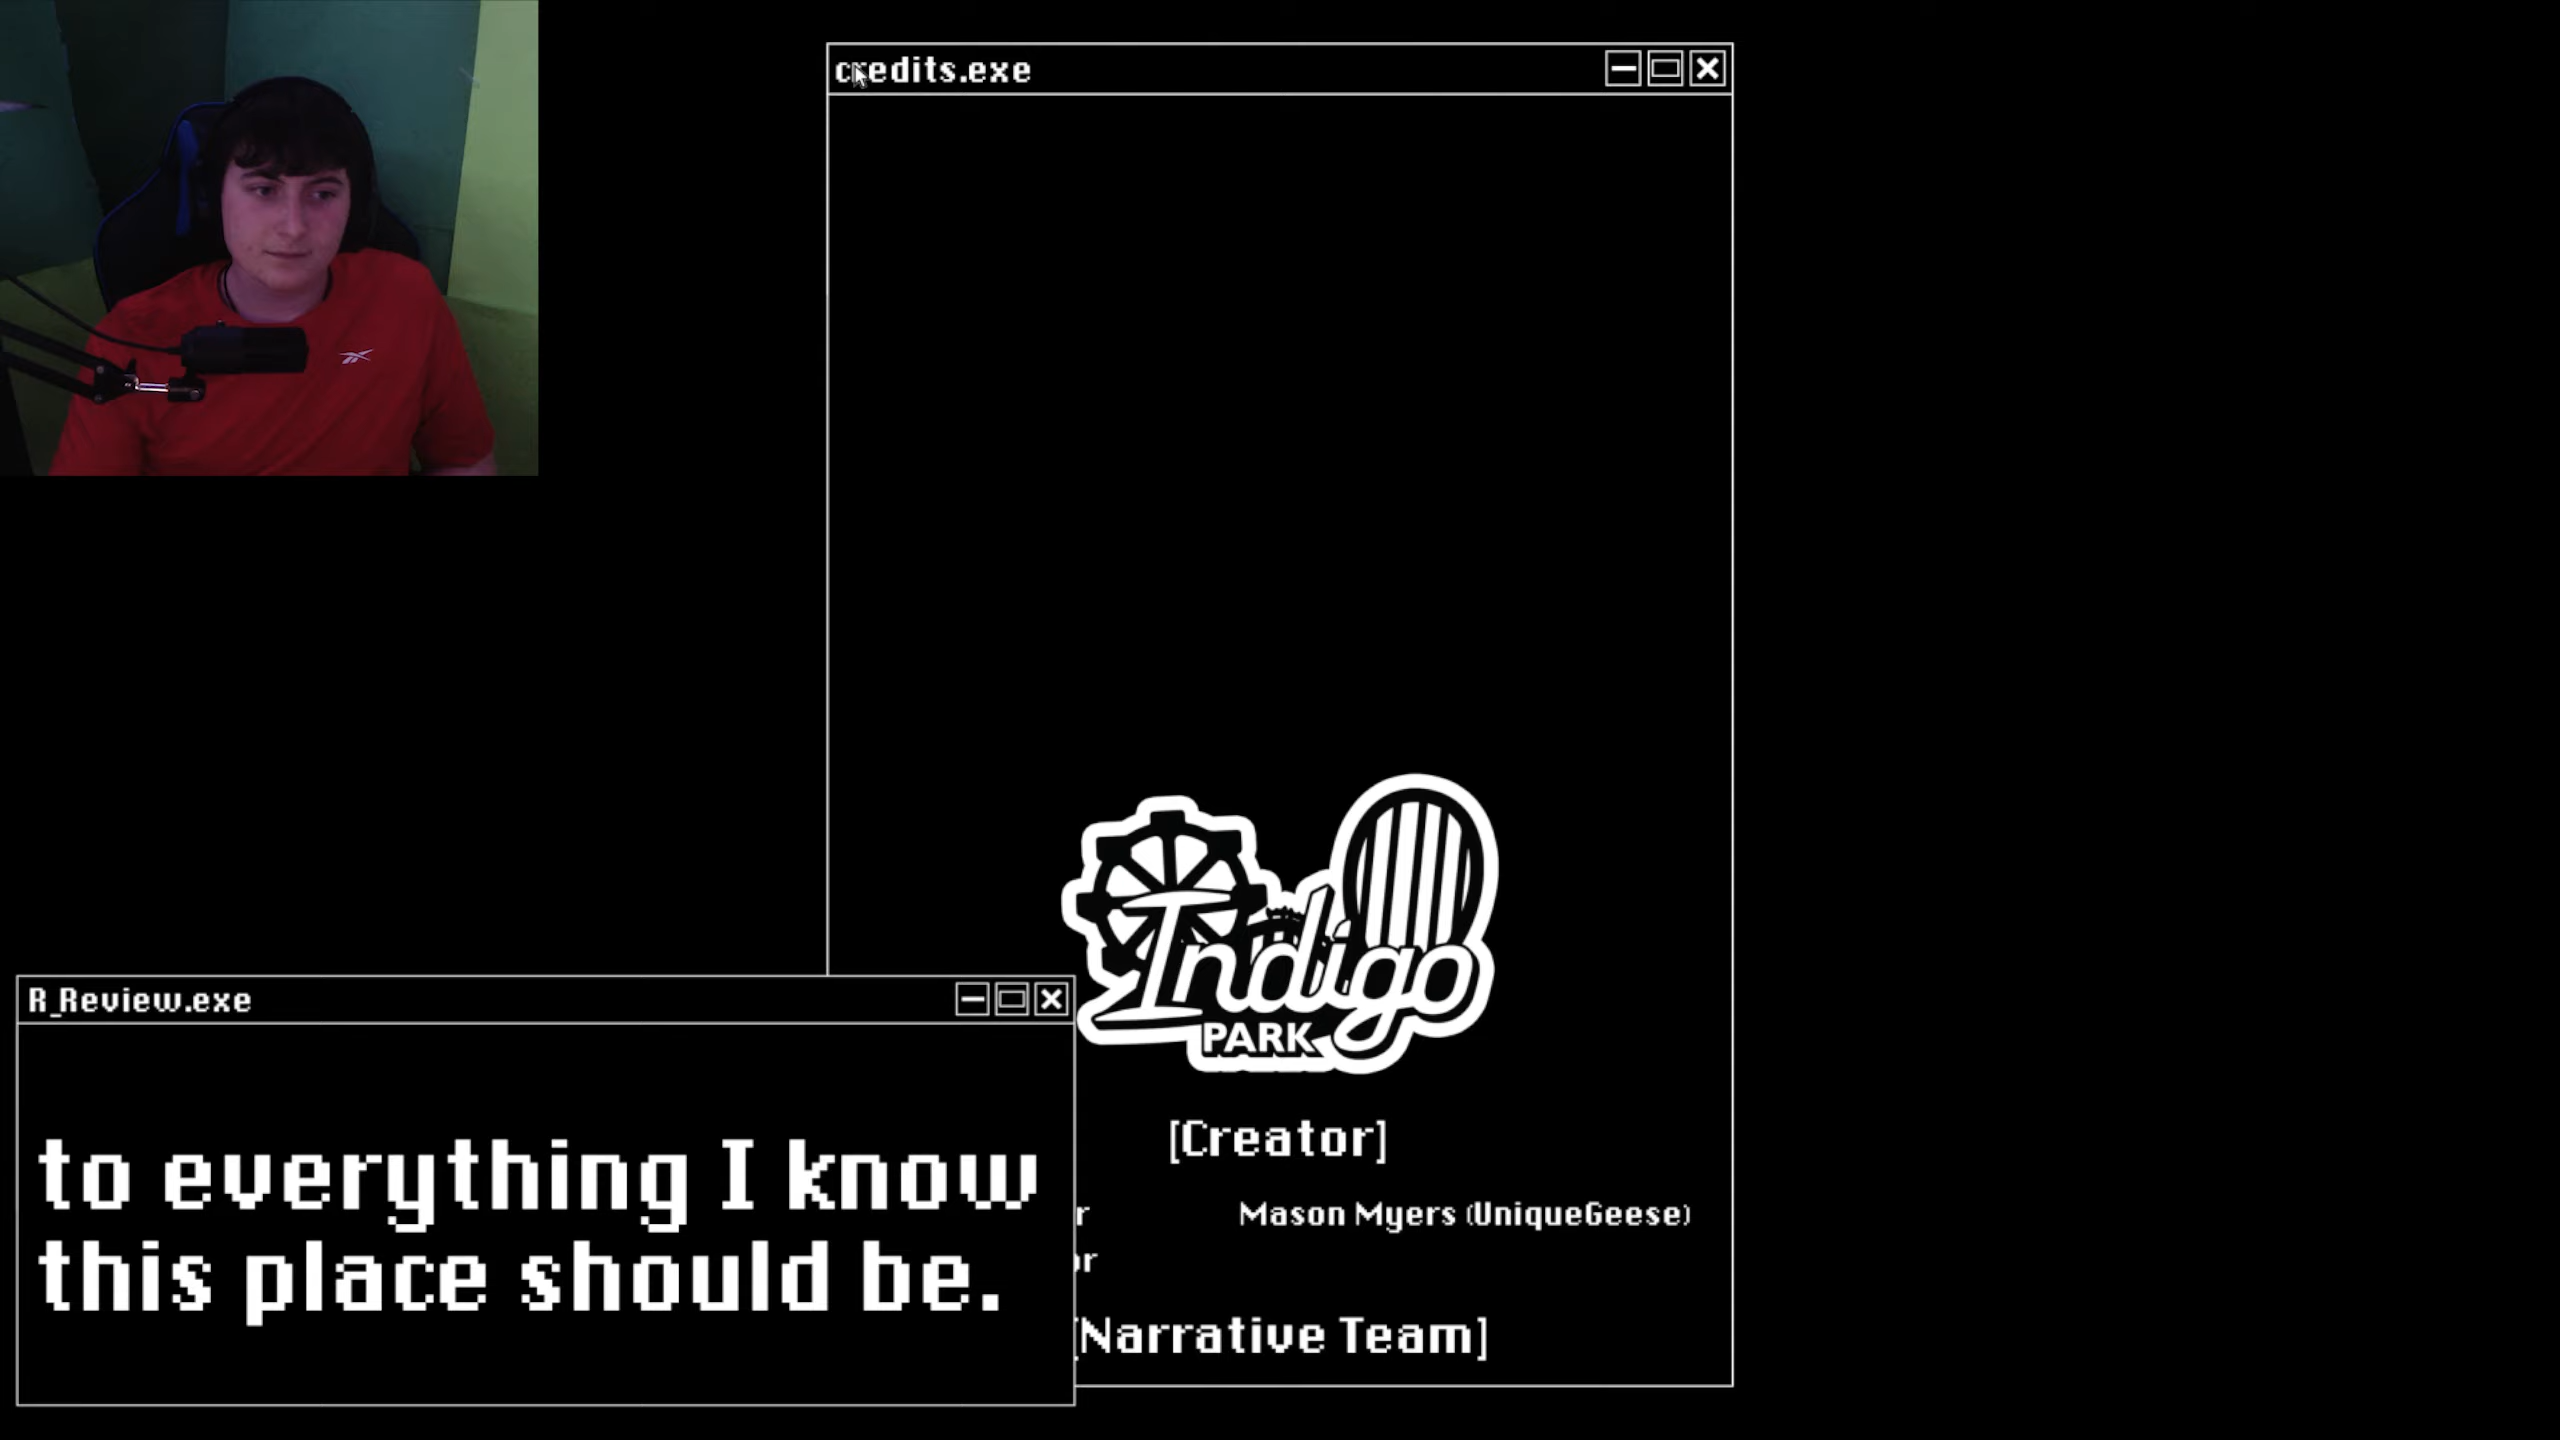 credits.exe
Indigo
PARK
[Creator]
Mason Myers (UniqueGeese)
[Narrative Team]
R_Review.exe
to everything I know
this place should be.